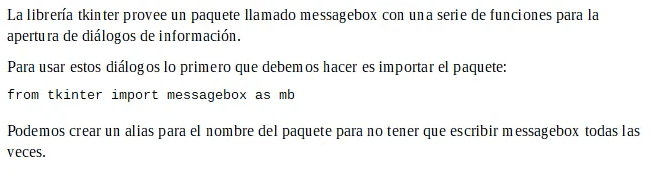 La librería tkinter provee un paquete llamado messagebox con una serie de funciones para la
apertura de diálogos de información.
Para usar estos diálogos lo primero que debemos hacer es importar el paquete:
from tkinter import messagebox as mb
Podemos crear un alias para el nombre del paquete para no tener que escribir messagebox todas las
veces.